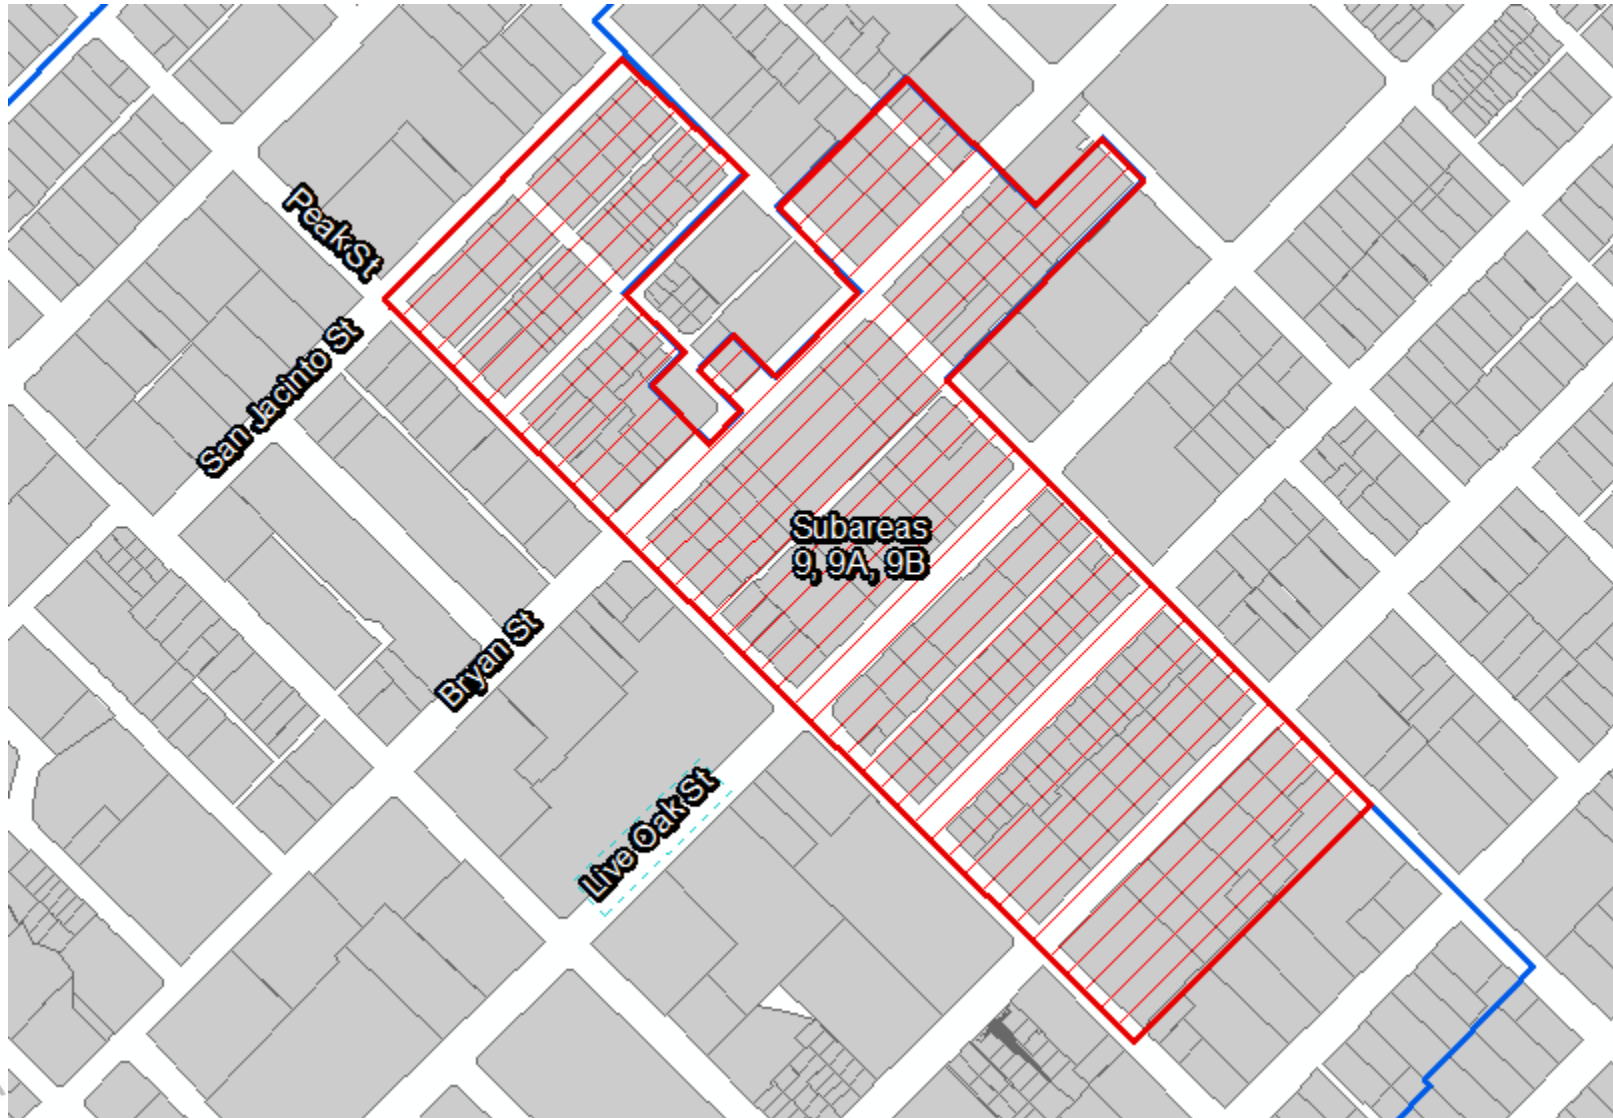 Peak St
San Jacinto St
Bryan St
Subareas
9, 9A, 9B
Live Oak St